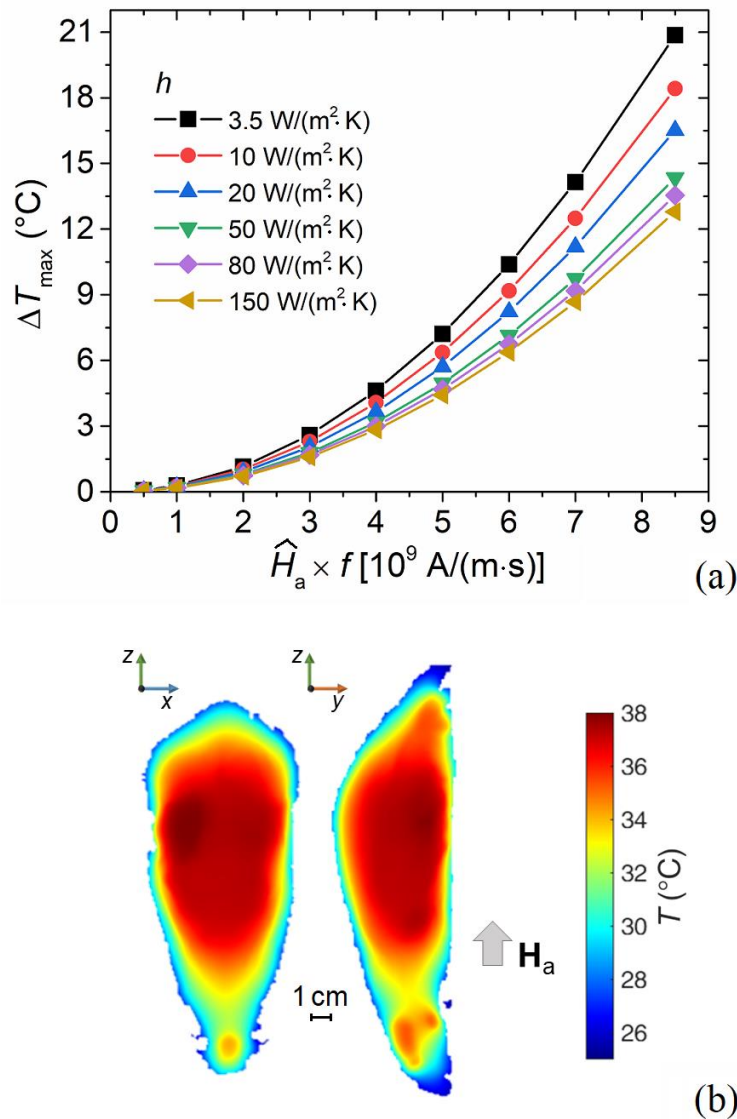 21
18
15
12
9
6
3
0
ΔTmax (°C)
h
3.5 W/(m²·K)
10 W/(m²·K)
20 W/(m²·K)
50 W/(m²·K)
80 W/(m²·K)
150 W/(m²·K)
0 1 2 3 4 5 6 7 8 9
Ĥa × f [10⁹ A/(m·s)]
(a)
z
x
z
y
38
36
34
32
30
28
26
T (°C)
Ha
1 cm
(b)